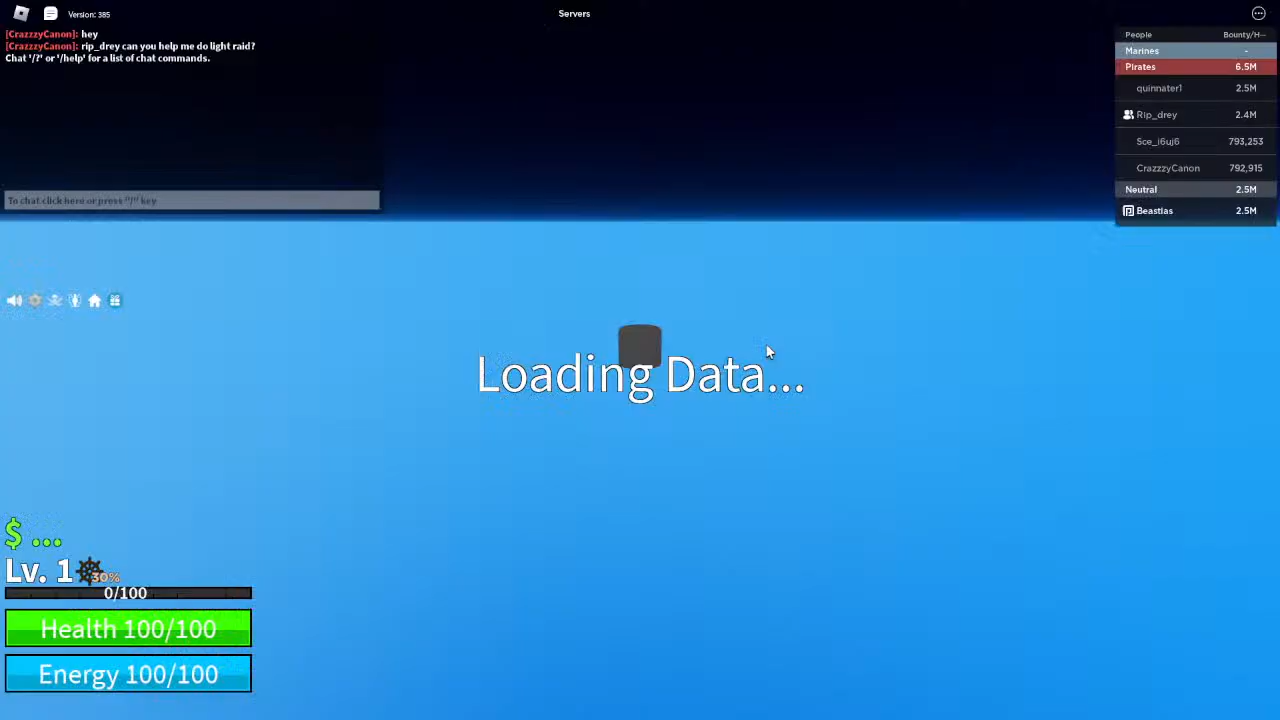 Version: 385
Servers
[CrazzzyCanon]: hey
[CrazzzyCanon]: rip_drey can you help me do light raid?
Chat '/?' or '/help' for a list of chat commands.
To chat click here or press "/" key
People Bounty/H—
Marines -
Pirates 6.5M
quinnater1 2.5M
Rip_drey 2.4M
Sce_i6uj6 793,253
CrazzzyCanon 792,915
Neutral 2.5M
Beastias 2.5M
Loading Data...
$ ...
Lv. 1 30%
0/100
Health 100/100
Energy 100/100